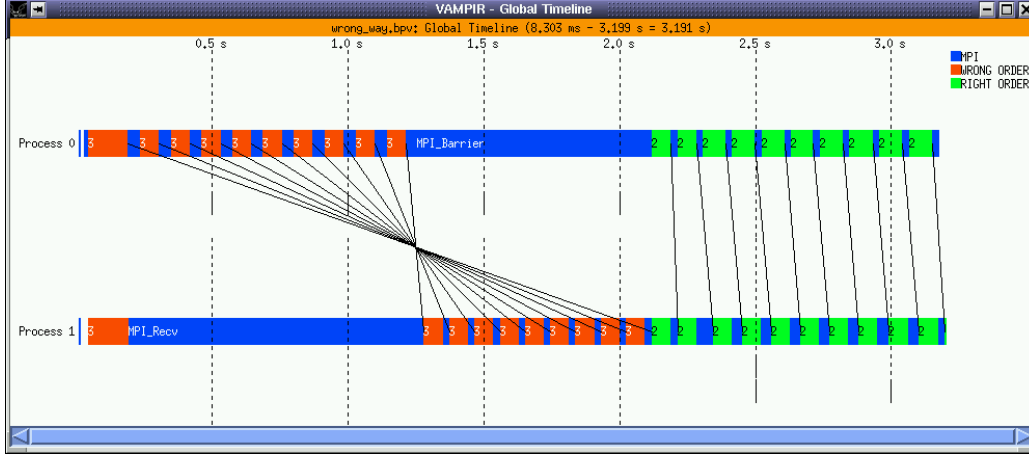 VAMPIR - Global Timeline
wrong_way.bpv: Global Timeline (8.303 ms - 3.199 s = 3.191 s)
0.5 s 1.0 s 1.5 s 2.0 s 2.5 s 3.0 s
MPI
WRONG ORDER
RIGHT ORDER
Process 0 3 3 3 3 3 3 3 3 3 3 MPI_Barrier 2 2 2 2 2 2 2 2 2 2
Process 1 3 MPI_Recv 3 3 3 3 3 3 3 3 3 2 2 2 2 2 2 2 2 2 2